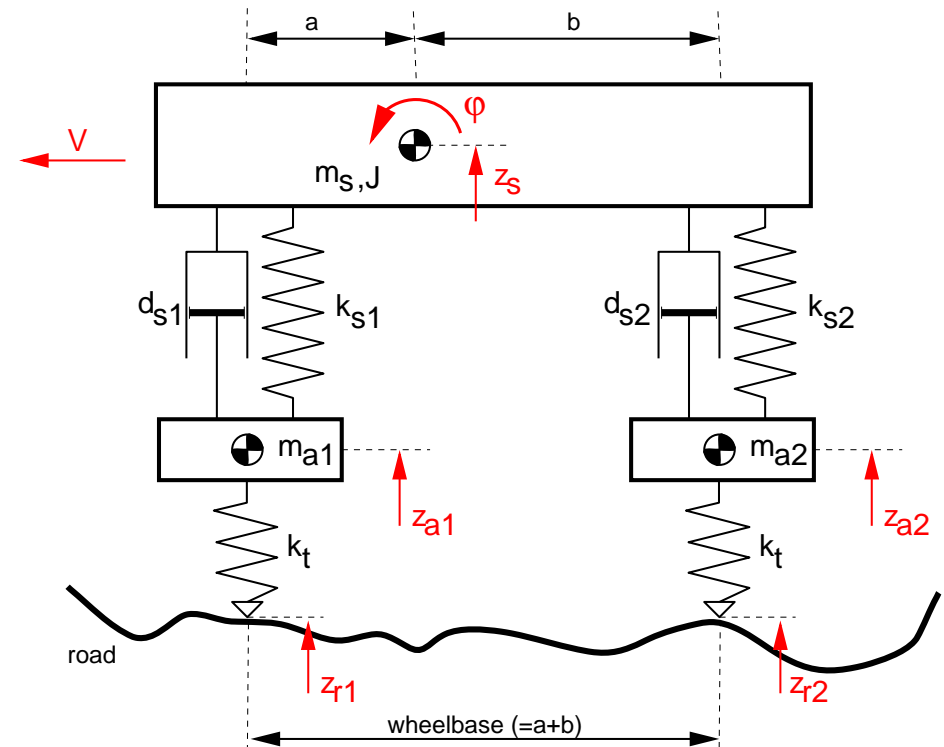 a
b
V
φ
m_s,J
z_s
d_s1
k_s1
d_s2
k_s2
m_a1
m_a2
z_a1
z_a2
k_t
k_t
road
z_r1
z_r2
wheelbase (=a+b)